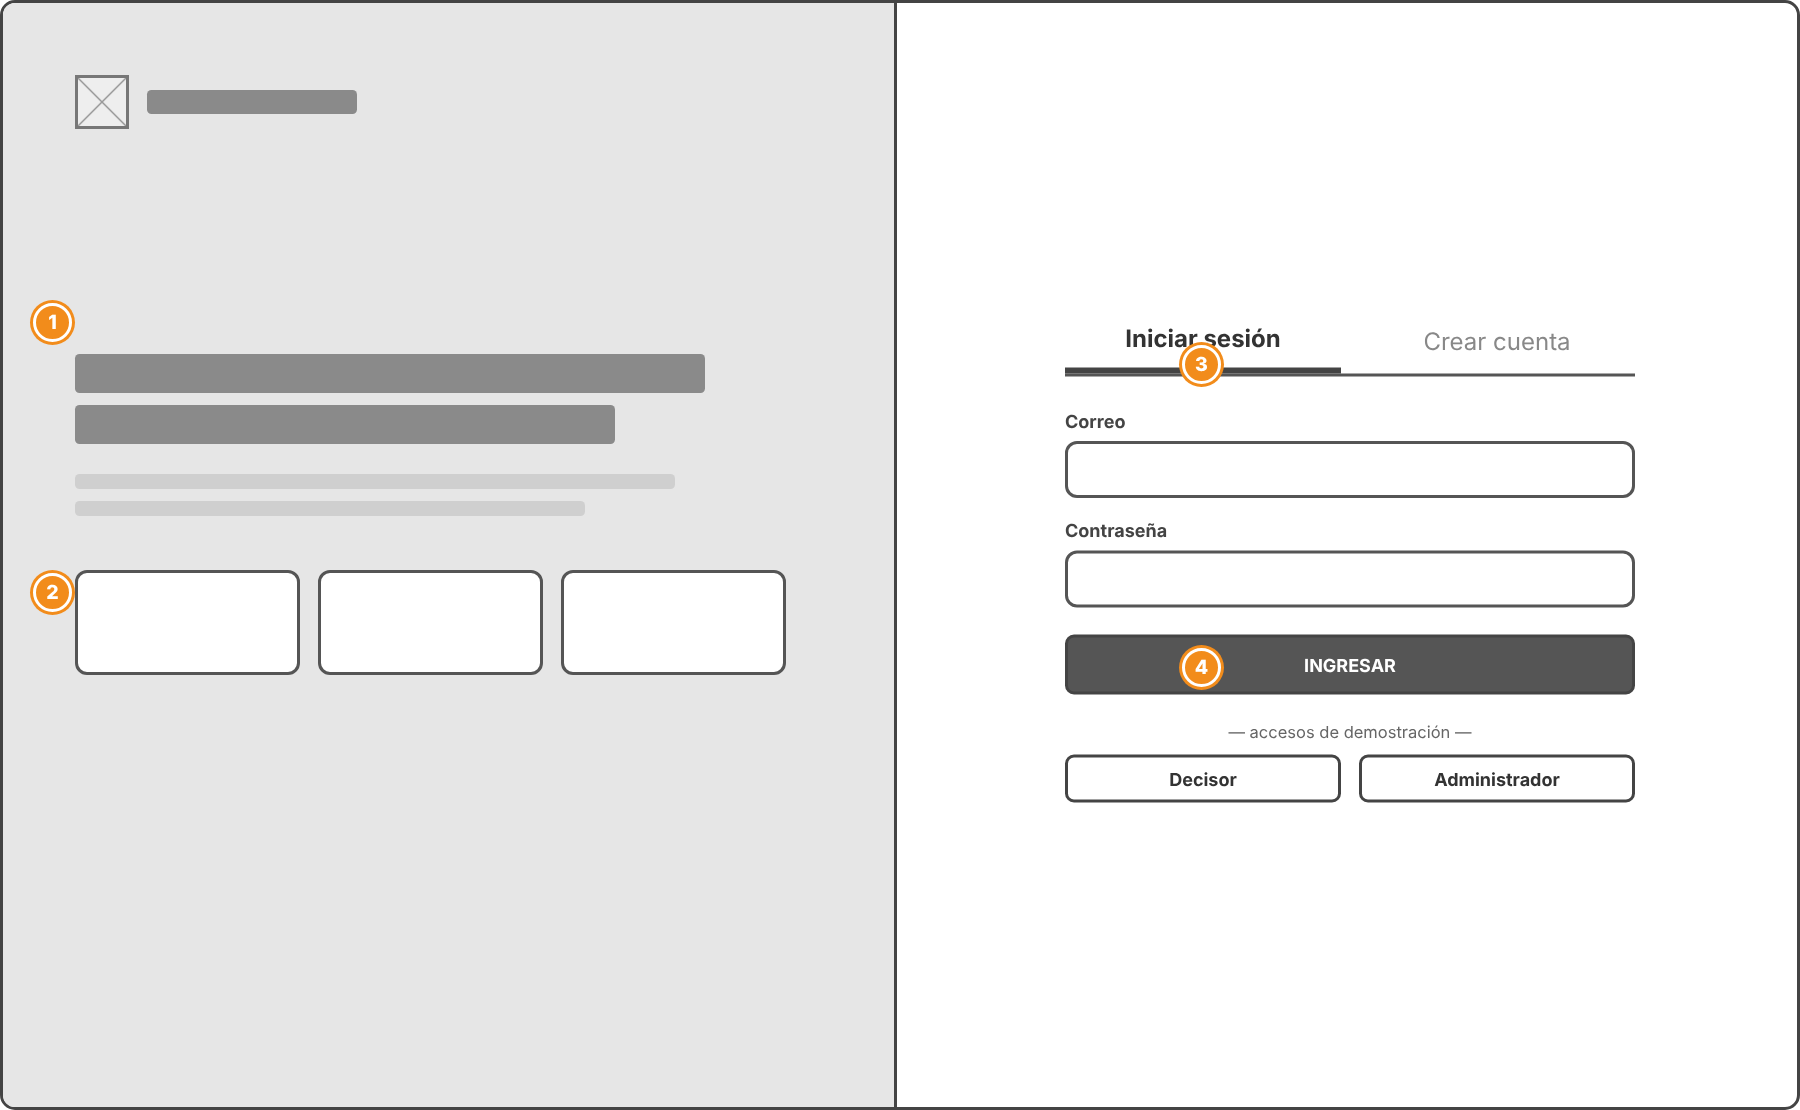 1
2
Iniciar sesión
Crear cuenta
3
Correo
Contraseña
4
INGRESAR
— accesos de demostración —
Decisor
Administrador